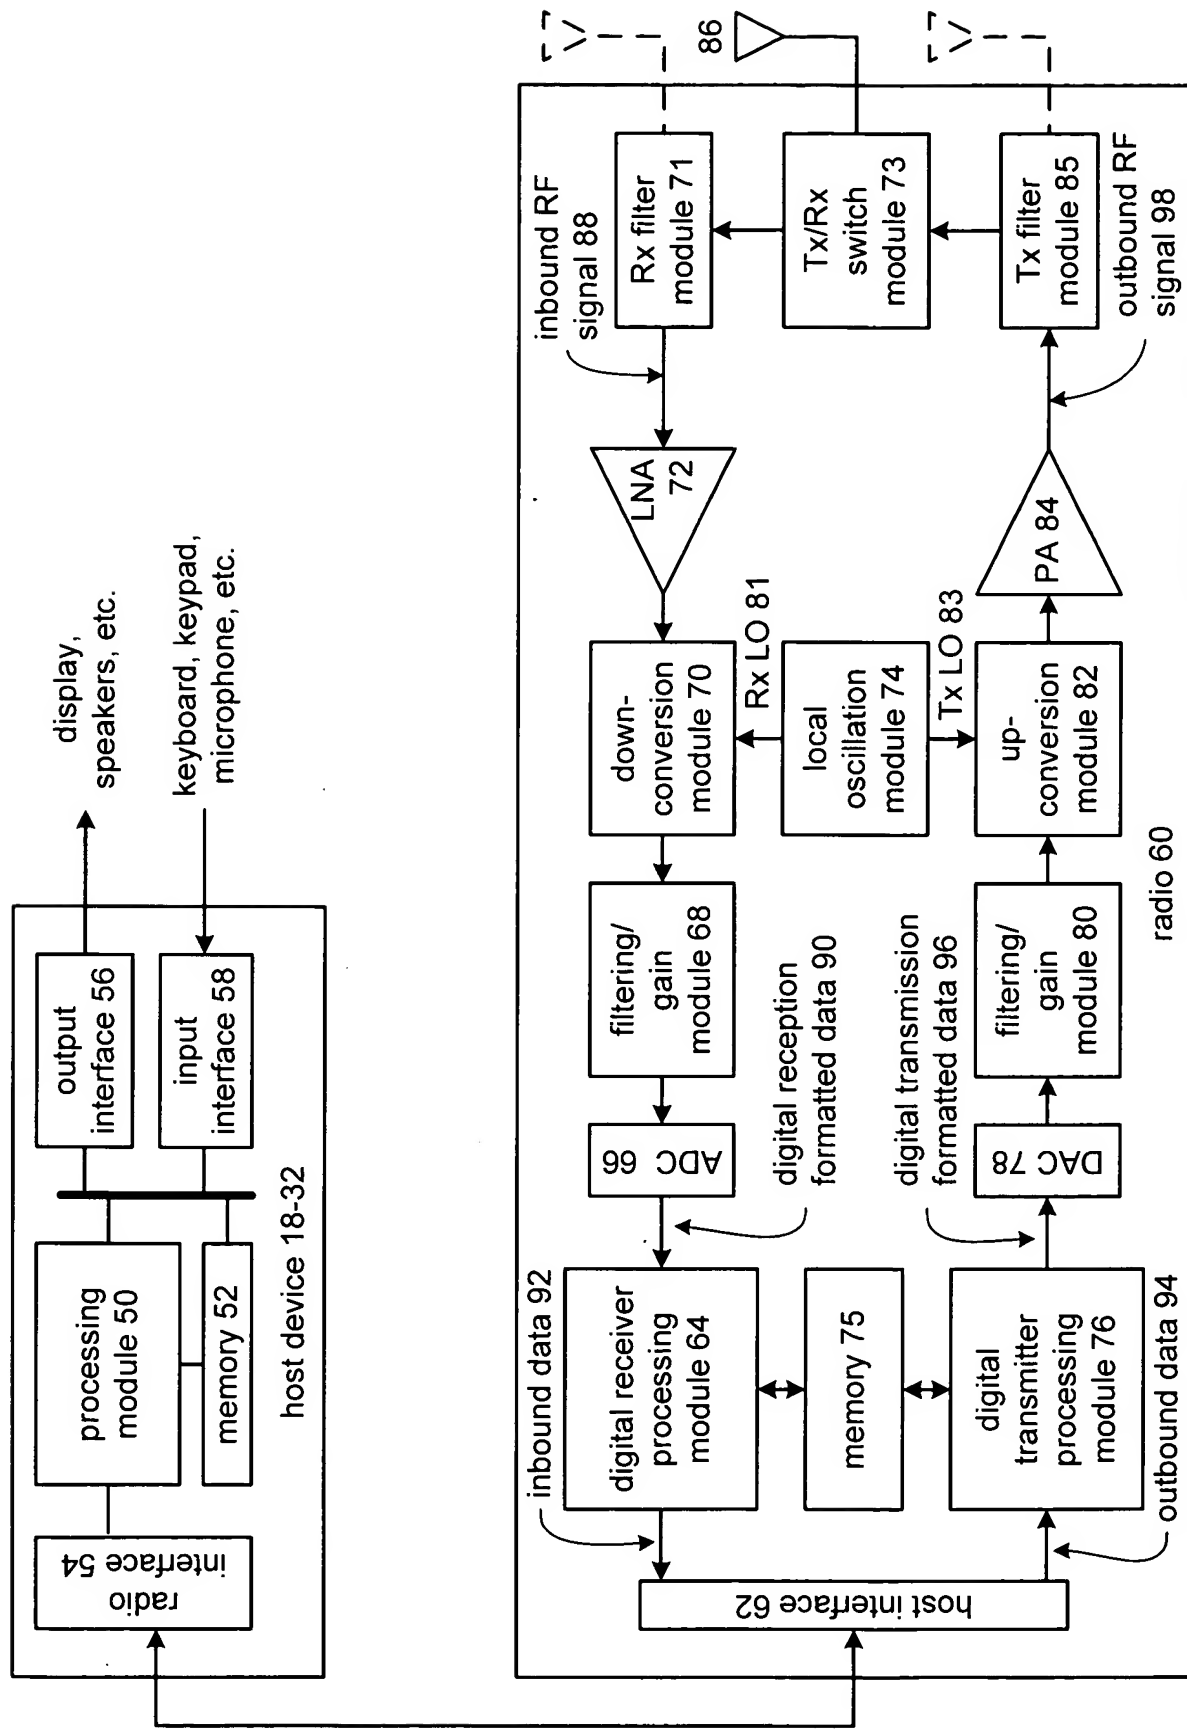 radio
interface 54
processing
module 50
memory 52
output
interface 56
input
interface 58
host device 18-32
display,
speakers, etc.
keyboard, keypad,
microphone, etc.
host interface 62
inbound data 92
digital receiver
processing
module 64
memory 75
digital
transmitter
processing
module 76
outbound data 94
ADC
66
digital reception
formatted data 90
digital transmission
formatted data 96
DAC 78
filtering/
gain
module 68
filtering/
gain
module 80
radio 60
down-
conversion
module 70
Rx LO 81
local
oscillation
module 74
Tx LO 83
up-
conversion
module 82
LNA
72
PA 84
inbound RF
signal 88
Rx filter
module 71
Tx/Rx
switch
module 73
Tx filter
module 85
outbound RF
signal 98
86